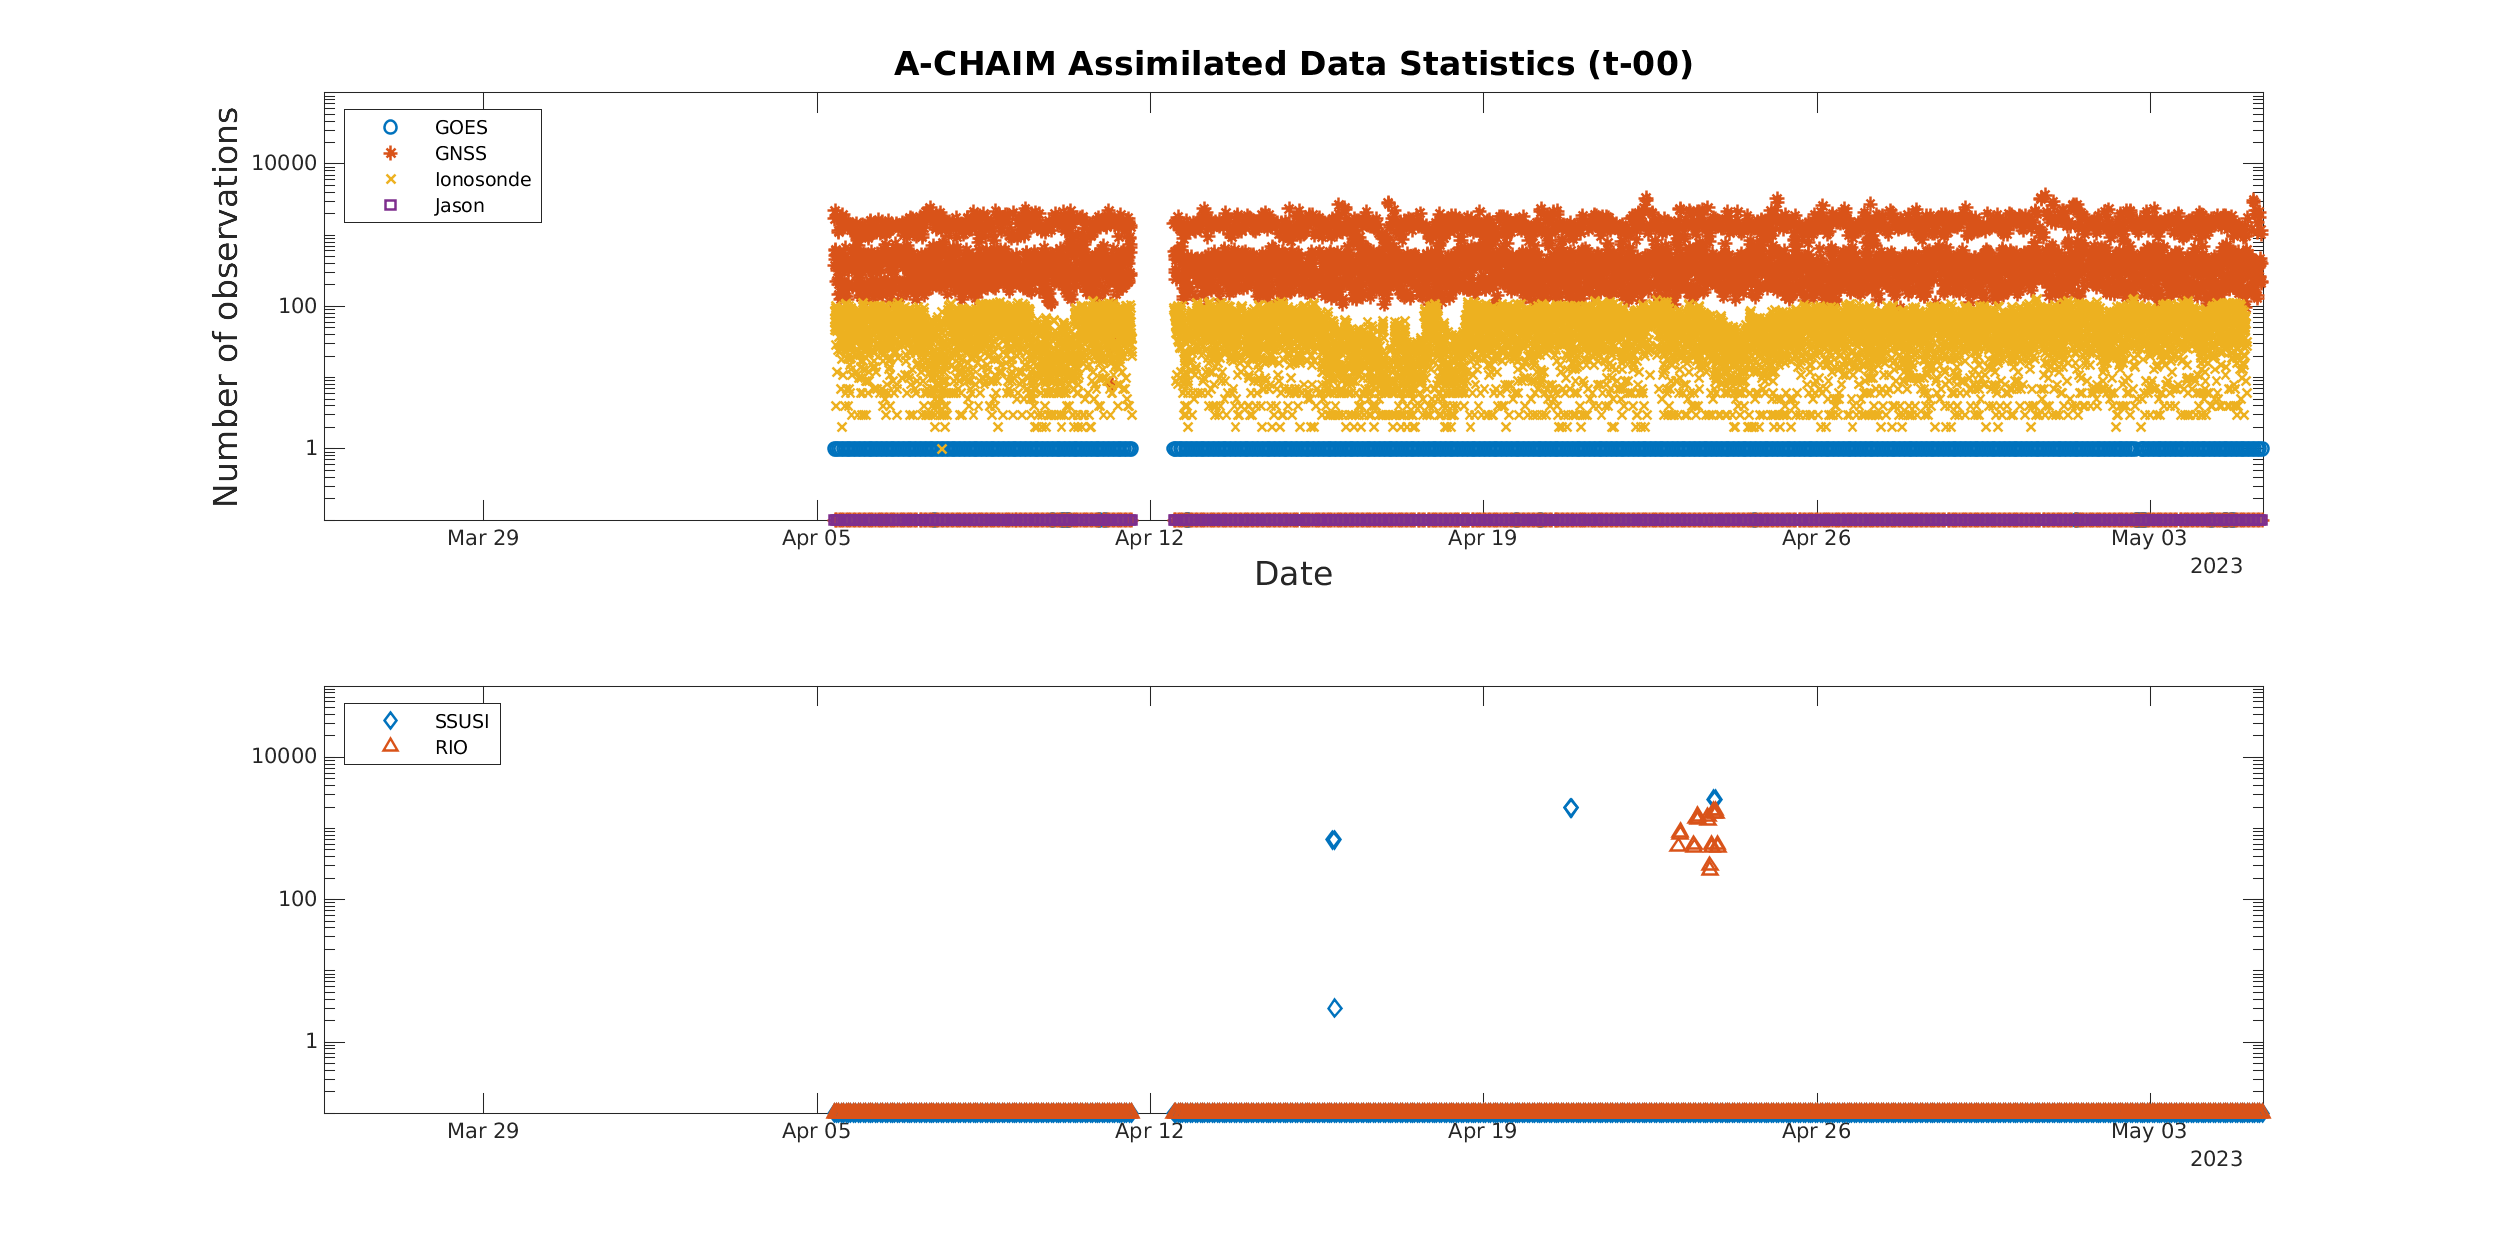 A-CHAIM Assimilated Data Statistics (t-00)
Number of observations
10000
100
1
GOES
GNSS
Ionosonde
Jason
Mar 29 Apr 05 Apr 12 Apr 19 Apr 26 May 03
2023
Date
10000
100
1
SSUSI
RIO
Mar 29 Apr 05 Apr 12 Apr 19 Apr 26 May 03
2023